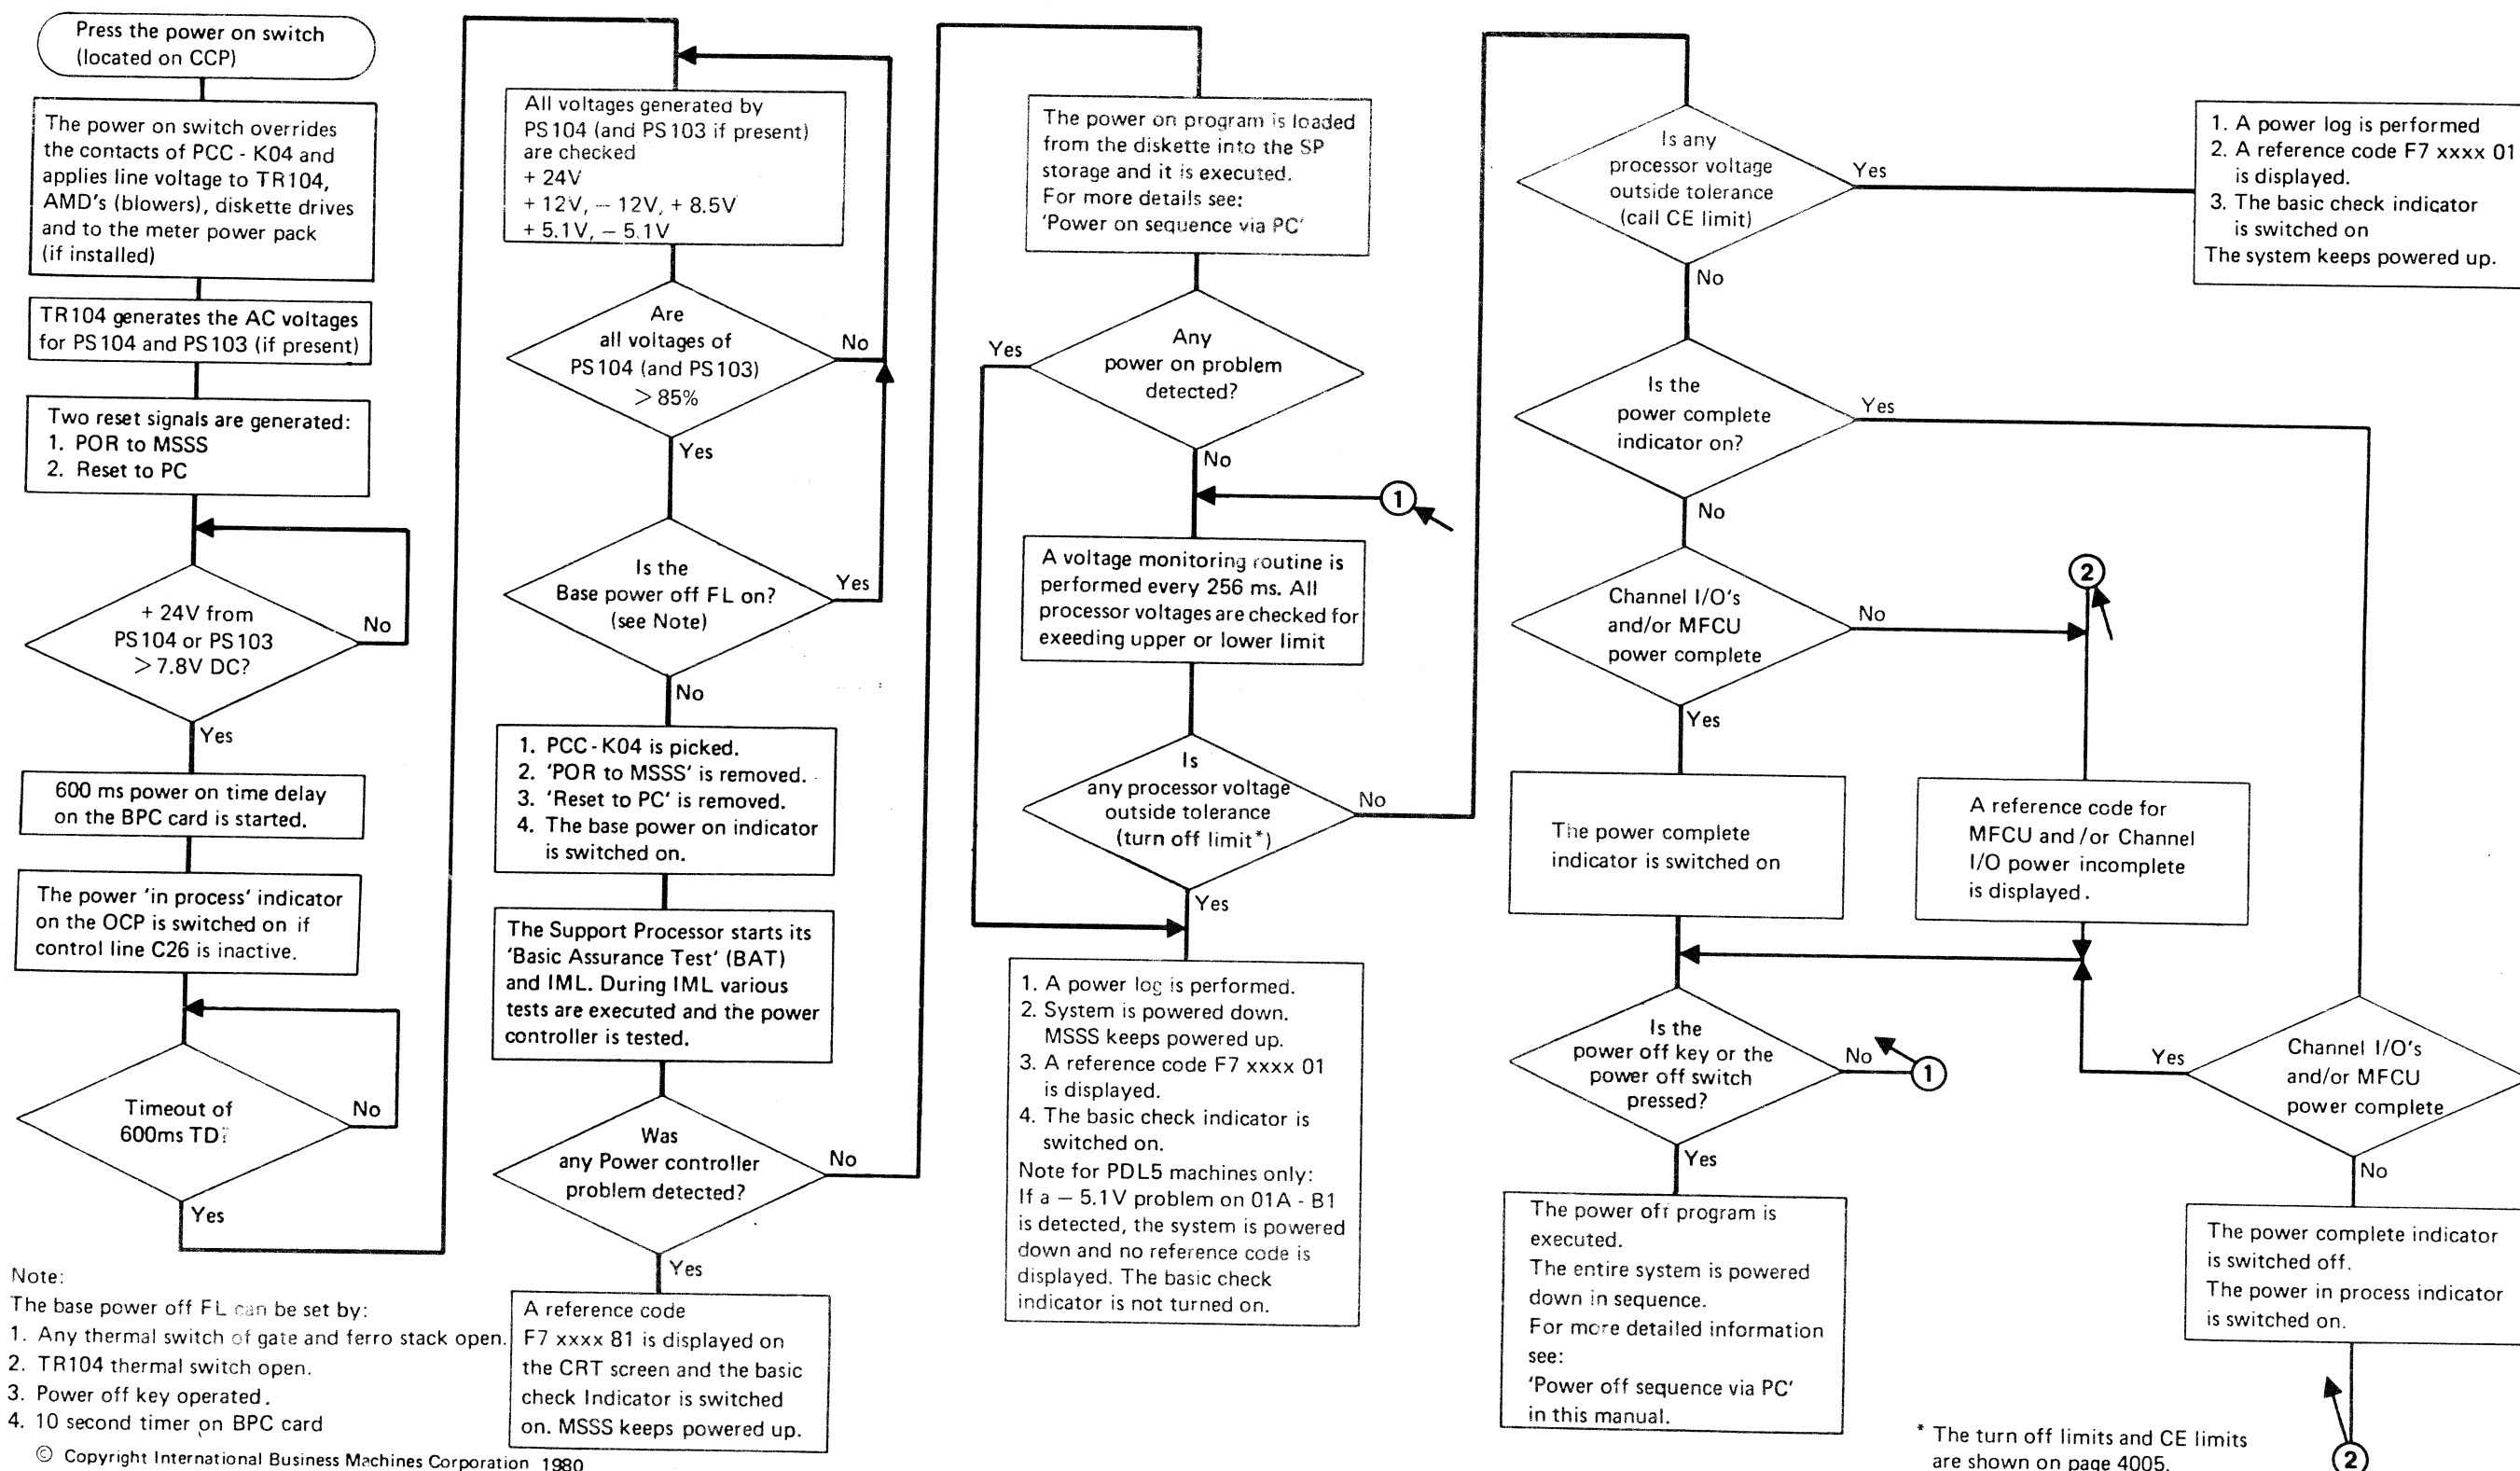 Press the power on switch
(located on CCP)
The power on switch overrides
the contacts of PCC - K04 and
applies line voltage to TR104,
AMD's (blowers), diskette drives
and to the meter power pack
(if installed)
TR104 generates the AC voltages
for PS104 and PS103 (if present)
Two reset signals are generated:
1. POR to MSSS
2. Reset to PC
+ 24V from
PS104 or PS103
> 7.8V DC?
No
Yes
600 ms power on time delay
on the BPC card is started.
The power 'in process' indicator
on the OCP is switched on if
control line C26 is inactive.
Timeout of
600ms TD?
No
Yes
Note:
The base power off FL can be set by:
1. Any thermal switch of gate and ferro stack open.
2. TR104 thermal switch open.
3. Power off key operated.
4. 10 second timer on BPC card
© Copyright International Business Machines Corporation 1980
All voltages generated by
PS104 (and PS103 if present)
are checked
+ 24V
+ 12V, – 12V, + 8.5V
+ 5.1V, – 5.1V
Are
all voltages of
PS104 (and PS103)
> 85%
No
Yes
Is the
Base power off FL on?
(see Note)
Yes
No
1. PCC - K04 is picked.
2. 'POR to MSSS' is removed.
3. 'Reset to PC' is removed.
4. The base power on indicator
is switched on.
The Support Processor starts its
'Basic Assurance Test' (BAT)
and IML. During IML various
tests are executed and the power
controller is tested.
Was
any Power controller
problem detected?
No
Yes
A reference code
F7 xxxx 81 is displayed on
the CRT screen and the basic
check Indicator is switched
on. MSSS keeps powered up.
The power on program is loaded
from the diskette into the SP
storage and it is executed.
For more details see:
'Power on sequence via PC'
Any
power on problem
detected?
Yes
No
1
A voltage monitoring routine is
performed every 256 ms. All
processor voltages are checked for
exeeding upper or lower limit
Is
any processor voltage
outside tolerance
(turn off limit*)
No
Yes
1. A power log is performed.
2. System is powered down.
MSSS keeps powered up.
3. A reference code F7 xxxx 01
is displayed.
4. The basic check indicator is
switched on.
Note for PDL5 machines only:
If a – 5.1V problem on 01A - B1
is detected, the system is powered
down and no reference code is
displayed. The basic check
indicator is not turned on.
Is any
processor voltage
outside tolerance
(call CE limit)
Yes
No
1. A power log is performed
2. A reference code F7 xxxx 01
is displayed.
3. The basic check indicator
is switched on
The system keeps powered up.
Is the
power complete
indicator on?
Yes
No
Channel I/O's
and/or MFCU
power complete
No
Yes
2
The power complete
indicator is switched on
A reference code for
MFCU and /or Channel
I/O power incomplete
is displayed.
Is the
power off key or the
power off switch
pressed?
No
1
Yes
The power off program is
executed.
The entire system is powered
down in sequence.
For more detailed information
see:
'Power off sequence via PC'
in this manual.
Channel I/O's
and/or MFCU
power complete
Yes
No
The power complete indicator
is switched off.
The power in process indicator
is switched on.
2
* The turn off limits and CE limits
are shown on page 4005.